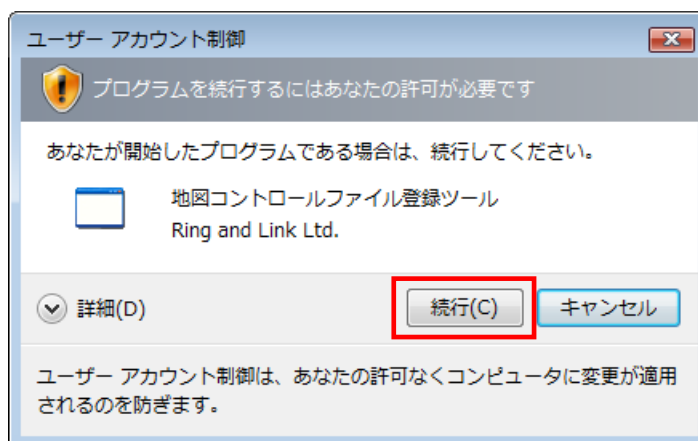 ユーザー アカウント制御
プログラムを続行するにはあなたの許可が必要です
あなたが開始したプログラムである場合は、続行してください。
地図コントロールファイル登録ツール
Ring and Link Ltd.
詳細(D)
続行(C)
キャンセル
ユーザー アカウント制御は、あなたの許可なくコンピュータに変更が適用
されるのを防ぎます。